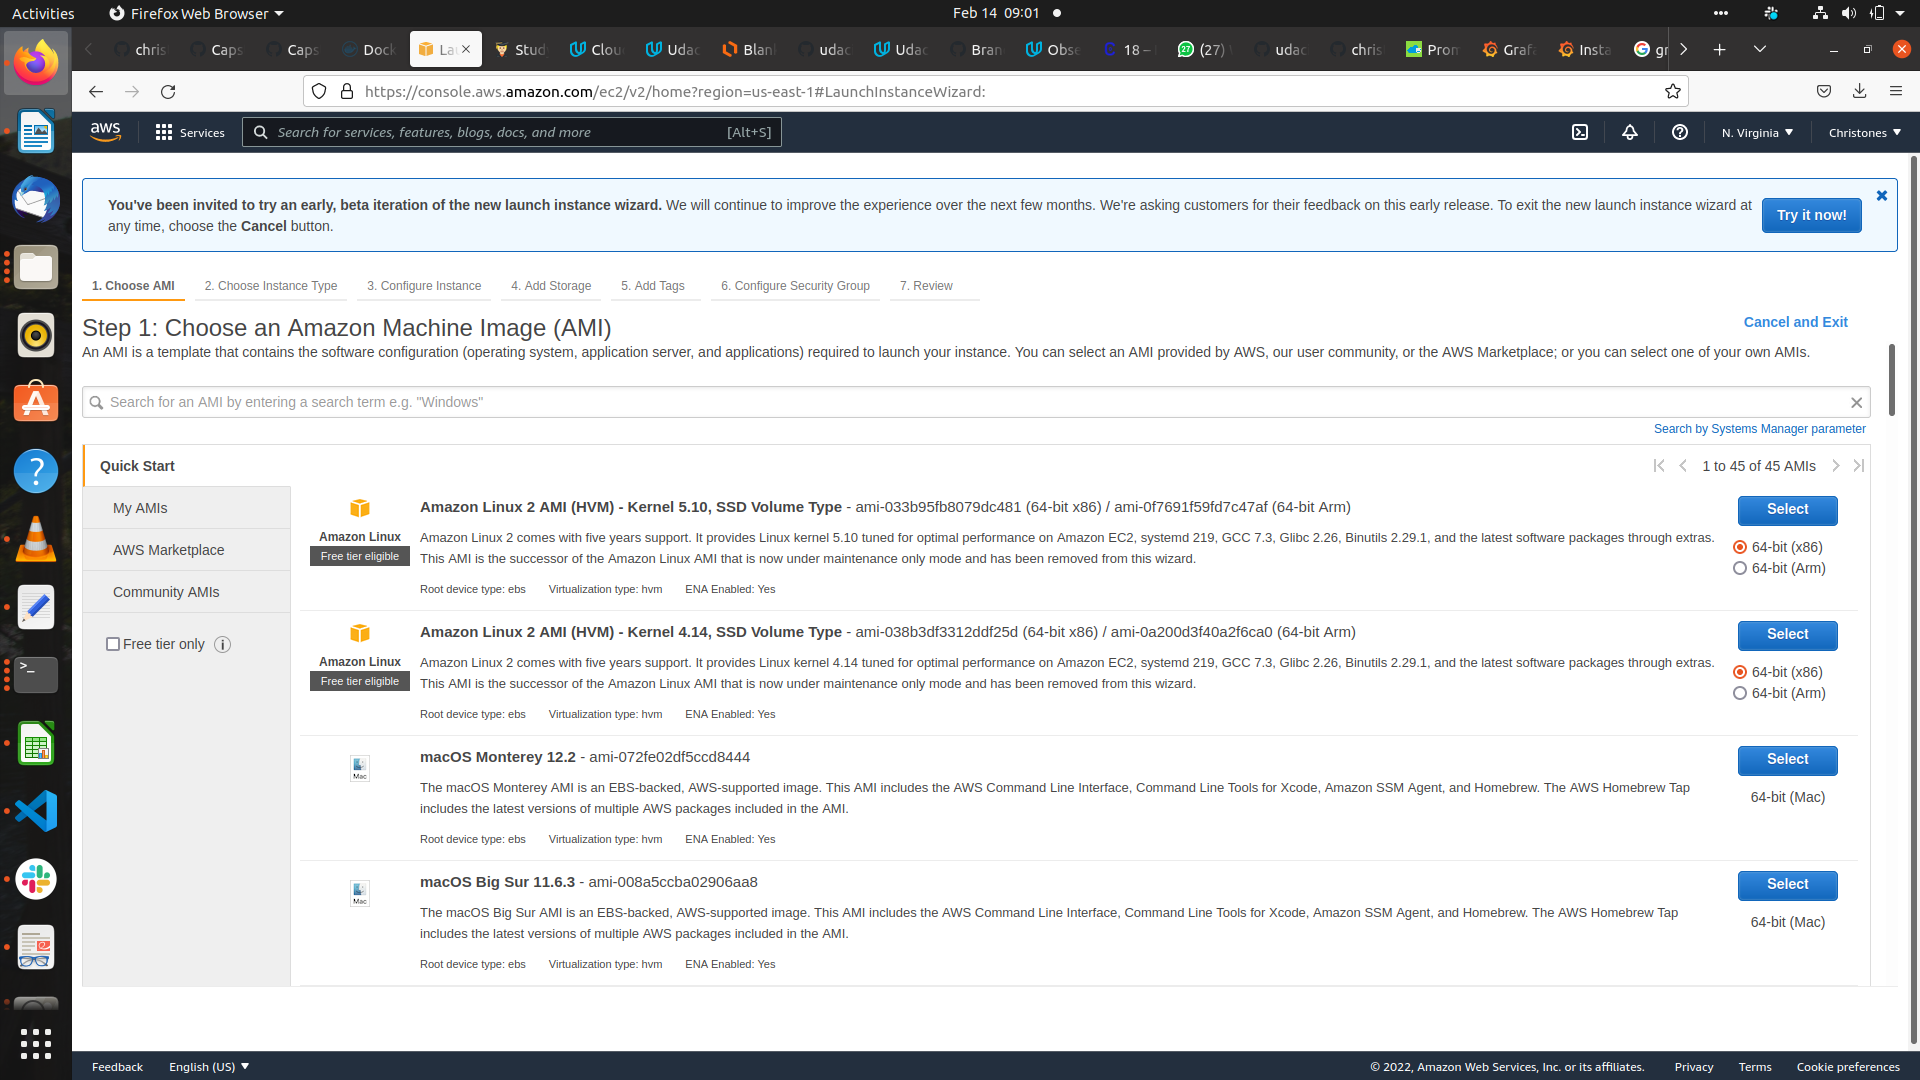 Activities
Firefox Web Browser
Feb 14 09:01
chris
Caps
Caps
Dock
La
Stud
Clou
Udac
Blan
udac
Udac
Bran
Obse
18 –
(27)
udac
chris
Prom
Grafa
Insta
gr
https://console.aws.amazon.com/ec2/v2/home?region=us-east-1#LaunchInstanceWizard:
aws
Services
Search for services, features, blogs, docs, and more
[Alt+S]
N. Virginia
Christones
You've been invited to try an early, beta iteration of the new launch instance wizard. We will continue to improve the experience over the next few months. We're asking customers for their feedback on this early release. To exit the new launch instance wizard at
any time, choose the Cancel button.
Try it now!
1. Choose AMI
2. Choose Instance Type
3. Configure Instance
4. Add Storage
5. Add Tags
6. Configure Security Group
7. Review
Step 1: Choose an Amazon Machine Image (AMI)
Cancel and Exit
An AMI is a template that contains the software configuration (operating system, application server, and applications) required to launch your instance. You can select an AMI provided by AWS, our user community, or the AWS Marketplace; or you can select one of your own AMIs.
Search for an AMI by entering a search term e.g. "Windows"
Search by Systems Manager parameter
Quick Start
My AMIs
AWS Marketplace
Community AMIs
Free tier only
1 to 45 of 45 AMIs
Amazon Linux
Free tier eligible
Amazon Linux 2 AMI (HVM) - Kernel 5.10, SSD Volume Type - ami-033b95fb8079dc481 (64-bit x86) / ami-0f7691f59fd7c47af (64-bit Arm)
Amazon Linux 2 comes with five years support. It provides Linux kernel 5.10 tuned for optimal performance on Amazon EC2, systemd 219, GCC 7.3, Glibc 2.26, Binutils 2.29.1, and the latest software packages through extras.
This AMI is the successor of the Amazon Linux AMI that is now under maintenance only mode and has been removed from this wizard.
Root device type: ebs
Virtualization type: hvm
ENA Enabled: Yes
Select
64-bit (x86)
64-bit (Arm)
Amazon Linux
Free tier eligible
Amazon Linux 2 AMI (HVM) - Kernel 4.14, SSD Volume Type - ami-038b3df3312ddf25d (64-bit x86) / ami-0a200d3f40a2f6ca0 (64-bit Arm)
Amazon Linux 2 comes with five years support. It provides Linux kernel 4.14 tuned for optimal performance on Amazon EC2, systemd 219, GCC 7.3, Glibc 2.26, Binutils 2.29.1, and the latest software packages through extras.
This AMI is the successor of the Amazon Linux AMI that is now under maintenance only mode and has been removed from this wizard.
Root device type: ebs
Virtualization type: hvm
ENA Enabled: Yes
Select
64-bit (x86)
64-bit (Arm)
Mac
macOS Monterey 12.2 - ami-072fe02df5ccd8444
The macOS Monterey AMI is an EBS-backed, AWS-supported image. This AMI includes the AWS Command Line Interface, Command Line Tools for Xcode, Amazon SSM Agent, and Homebrew. The AWS Homebrew Tap
includes the latest versions of multiple AWS packages included in the AMI.
Root device type: ebs
Virtualization type: hvm
ENA Enabled: Yes
Select
64-bit (Mac)
Mac
macOS Big Sur 11.6.3 - ami-008a5ccba02906aa8
The macOS Big Sur AMI is an EBS-backed, AWS-supported image. This AMI includes the AWS Command Line Interface, Command Line Tools for Xcode, Amazon SSM Agent, and Homebrew. The AWS Homebrew Tap
includes the latest versions of multiple AWS packages included in the AMI.
Root device type: ebs
Virtualization type: hvm
ENA Enabled: Yes
Select
64-bit (Mac)
Feedback
English (US)
© 2022, Amazon Web Services, Inc. or its affiliates.
Privacy
Terms
Cookie preferences